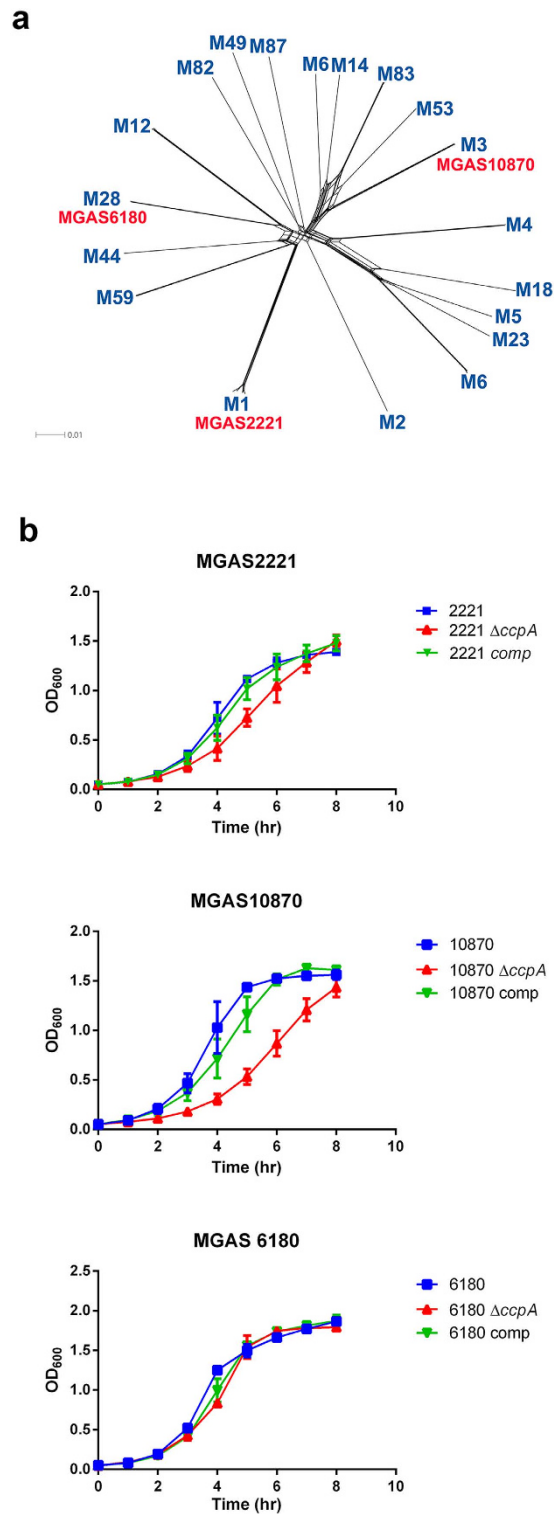 a
M49
M87
M82
M6
M14
M83
M53
M12
M3
MGAS10870
M28
MGAS6180
M4
M44
M18
M59
M5
M23
M6
M1
MGAS2221
M2
0.01
b
MGAS2221
2.0
1.5
1.0
0.5
0.0
OD600
0 2 4 6 8 10
Time (hr)
2221
2221 ΔccpA
2221 comp
MGAS10870
2.0
1.5
1.0
0.5
0.0
OD600
0 2 4 6 8 10
Time (hr)
10870
10870 ΔccpA
10870 comp
MGAS 6180
2.5
2.0
1.5
1.0
0.5
0.0
OD600
0 2 4 6 8 10
Time (hr)
6180
6180 ΔccpA
6180 comp